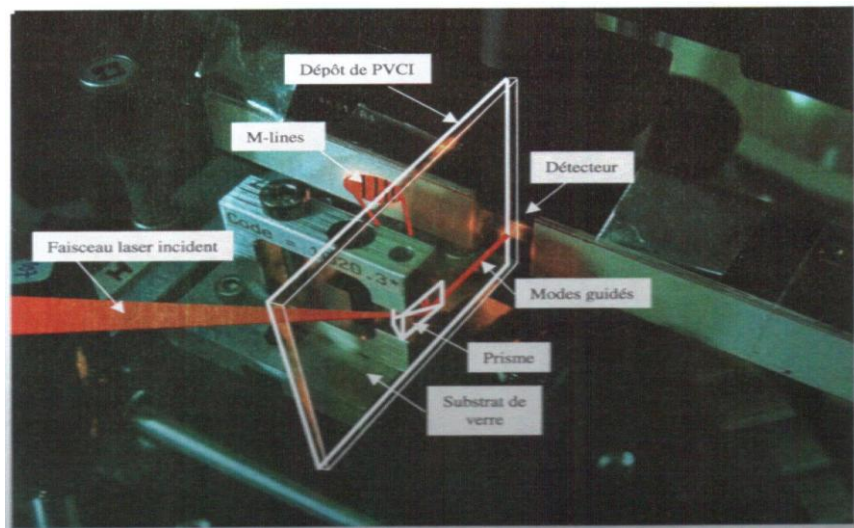 Dépôt de PVCI
M-lines
Détecteur
Faisceau laser incident
Modes guidés
Prisme
Substrat de
verre